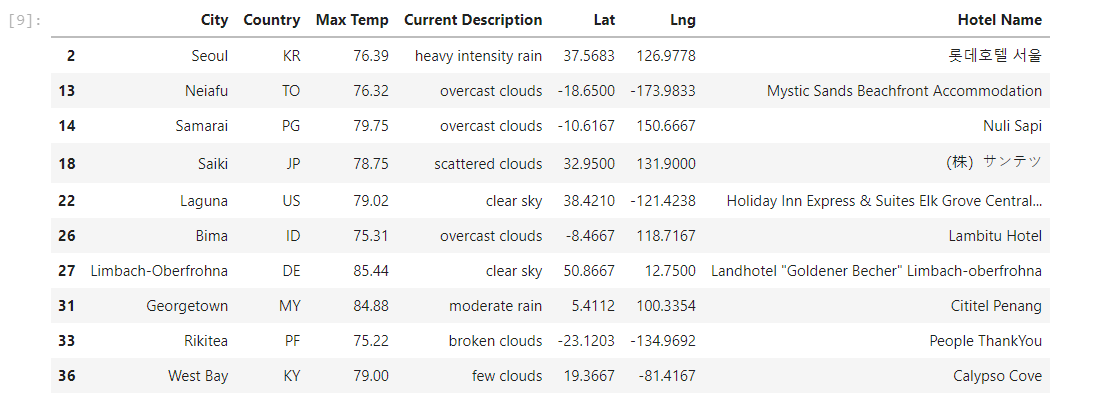 [9]: City Country Max Temp Current Description Lat Lng Hotel Name
2 Seoul KR 76.39 heavy intensity rain 37.5683 126.9778 롯데호텔 서울
13 Neiafu TO 76.32 overcast clouds -18.6500 -173.9833 Mystic Sands Beachfront Accommodation
14 Samarai PG 79.75 overcast clouds -10.6167 150.6667 Nuli Sapi
18 Saiki JP 78.75 scattered clouds 32.9500 131.9000 (株) サンテツ
22 Laguna US 79.02 clear sky 38.4210 -121.4238 Holiday Inn Express & Suites Elk Grove Central...
26 Bima ID 75.31 overcast clouds -8.4667 118.7167 Lambitu Hotel
27 Limbach-Oberfrohna DE 85.44 clear sky 50.8667 12.7500 Landhotel "Goldener Becher" Limbach-oberfrohna
31 Georgetown MY 84.88 moderate rain 5.4112 100.3354 Cititel Penang
33 Rikitea PF 75.22 broken clouds -23.1203 -134.9692 People ThankYou
36 West Bay KY 79.00 few clouds 19.3667 -81.4167 Calypso Cove